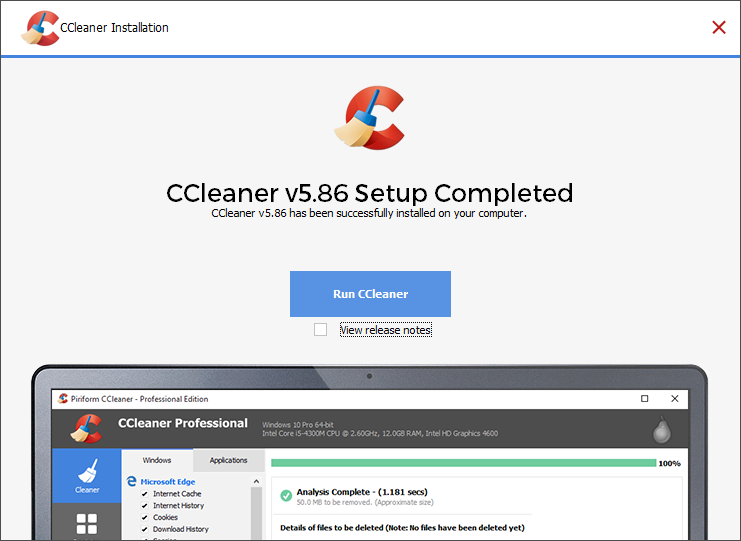 CCleaner Installation
CCleaner v5.86 Setup Completed
CCleaner v5.86 has been successfully installed on your computer.
Run CCleaner
View release notes
Piriform CCleaner - Professional Edition
CCleaner Professional
Windows 10 Pro 64-bit
Intel Core i5-4300M CPU @ 2.60GHz, 12.0GB RAM, Intel HD Graphics 4600
Cleaner
Windows
Applications
Microsoft Edge
Internet Cache
Internet History
Cookies
Download History
100%
Analysis Complete - (1.181 secs)
50.0 MB to be removed. (Approximate size)
Details of files to be deleted (Note: No files have been deleted yet)